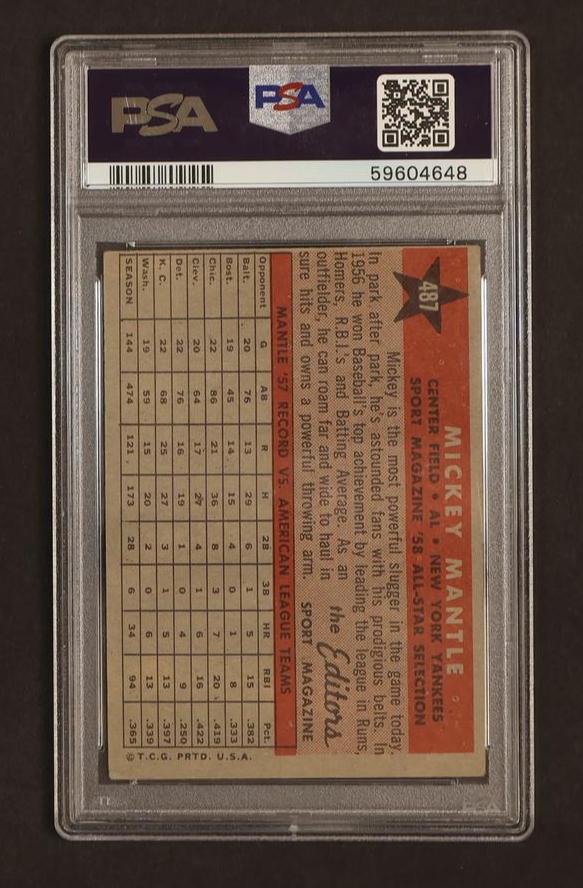 PSA
PSA
59604648
487
MICKEY MANTLE
CENTER FIELD • AL • NEW YORK YANKEES
SPORT MAGAZINE '58 ALL-STAR SELECTION
Mickey is the most powerful slugger in the game today.
In park after park, he's astounded fans with his prodigious belts. In
1956 he won Baseball's top achievement by leading the league in Runs,
Homers, R.B.I.'s and Batting Average. As an
outfielder, he can roam far and wide to haul in
sure hits and owns a powerful throwing arm.
the Editors
SPORT MAGAZINE
MANTLE '57 RECORD VS. AMERICAN LEAGUE TEAMS
Opponent G AB R H 2B 3B HR RBI Pct.
Balt. 20 76 13 29 6 1 5 15 .382
Bost. 19 45 14 15 4 0 1 8 .333
Chic. 22 86 21 36 8 3 7 20 .419
Clev. 20 64 17 27 4 1 6 16 .422
Det. 22 76 16 19 1 0 4 9 .250
K. C. 22 68 25 27 3 1 5 13 .397
Wash. 19 59 15 20 2 0 6 13 .339
SEASON 144 474 121 173 28 6 34 94 .365
© T.C.G. PRTD. U.S.A.